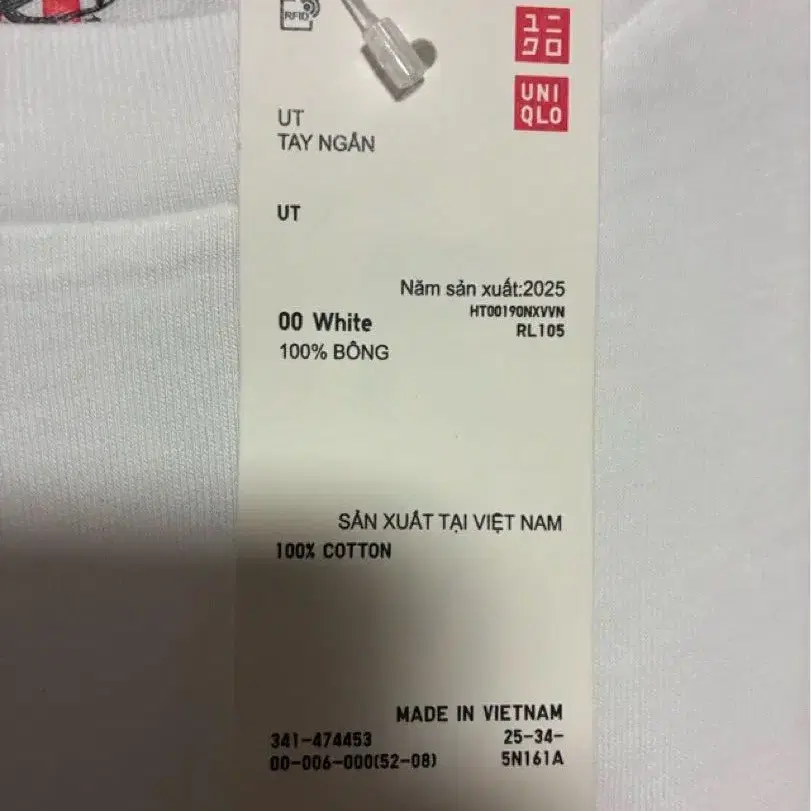 RFID
ユニ
クロ
UNI
QLO
UT
TAY NGẮN
UT
Năm sản xuất:2025
HT00190NXVVN
00 White
RL105
100% BÔNG
SẢN XUẤT TẠI VIỆT NAM
100% COTTON
MADE IN VIETNAM
341-474453 25-34-
00-006-000(52-08) 5N161A